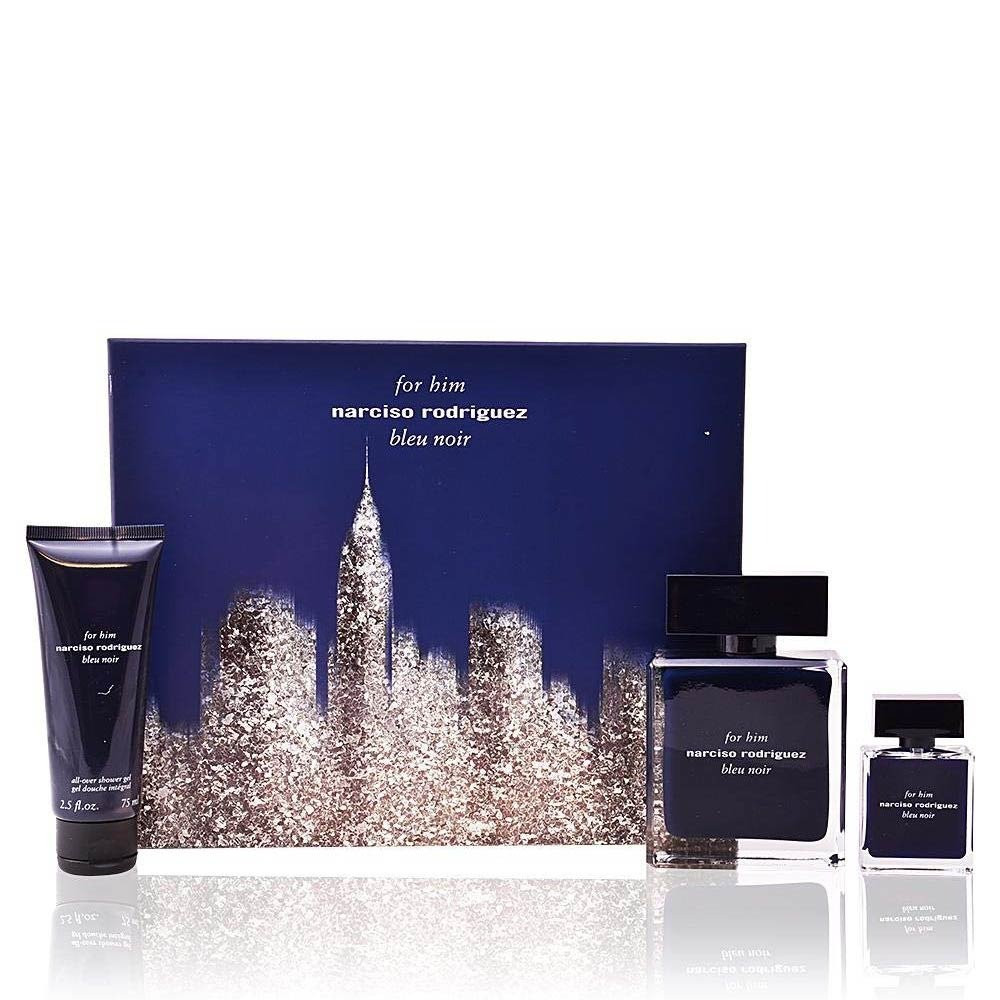 for him
narciso rodriguez
bleu noir
for him
narciso rodriguez
bleu noir
all-over shower gel
gel douche intégral
2.5 fl.oz. 75 ml
for him
narciso rodriguez
bleu noir
for him
narciso rodriguez
bleu noir